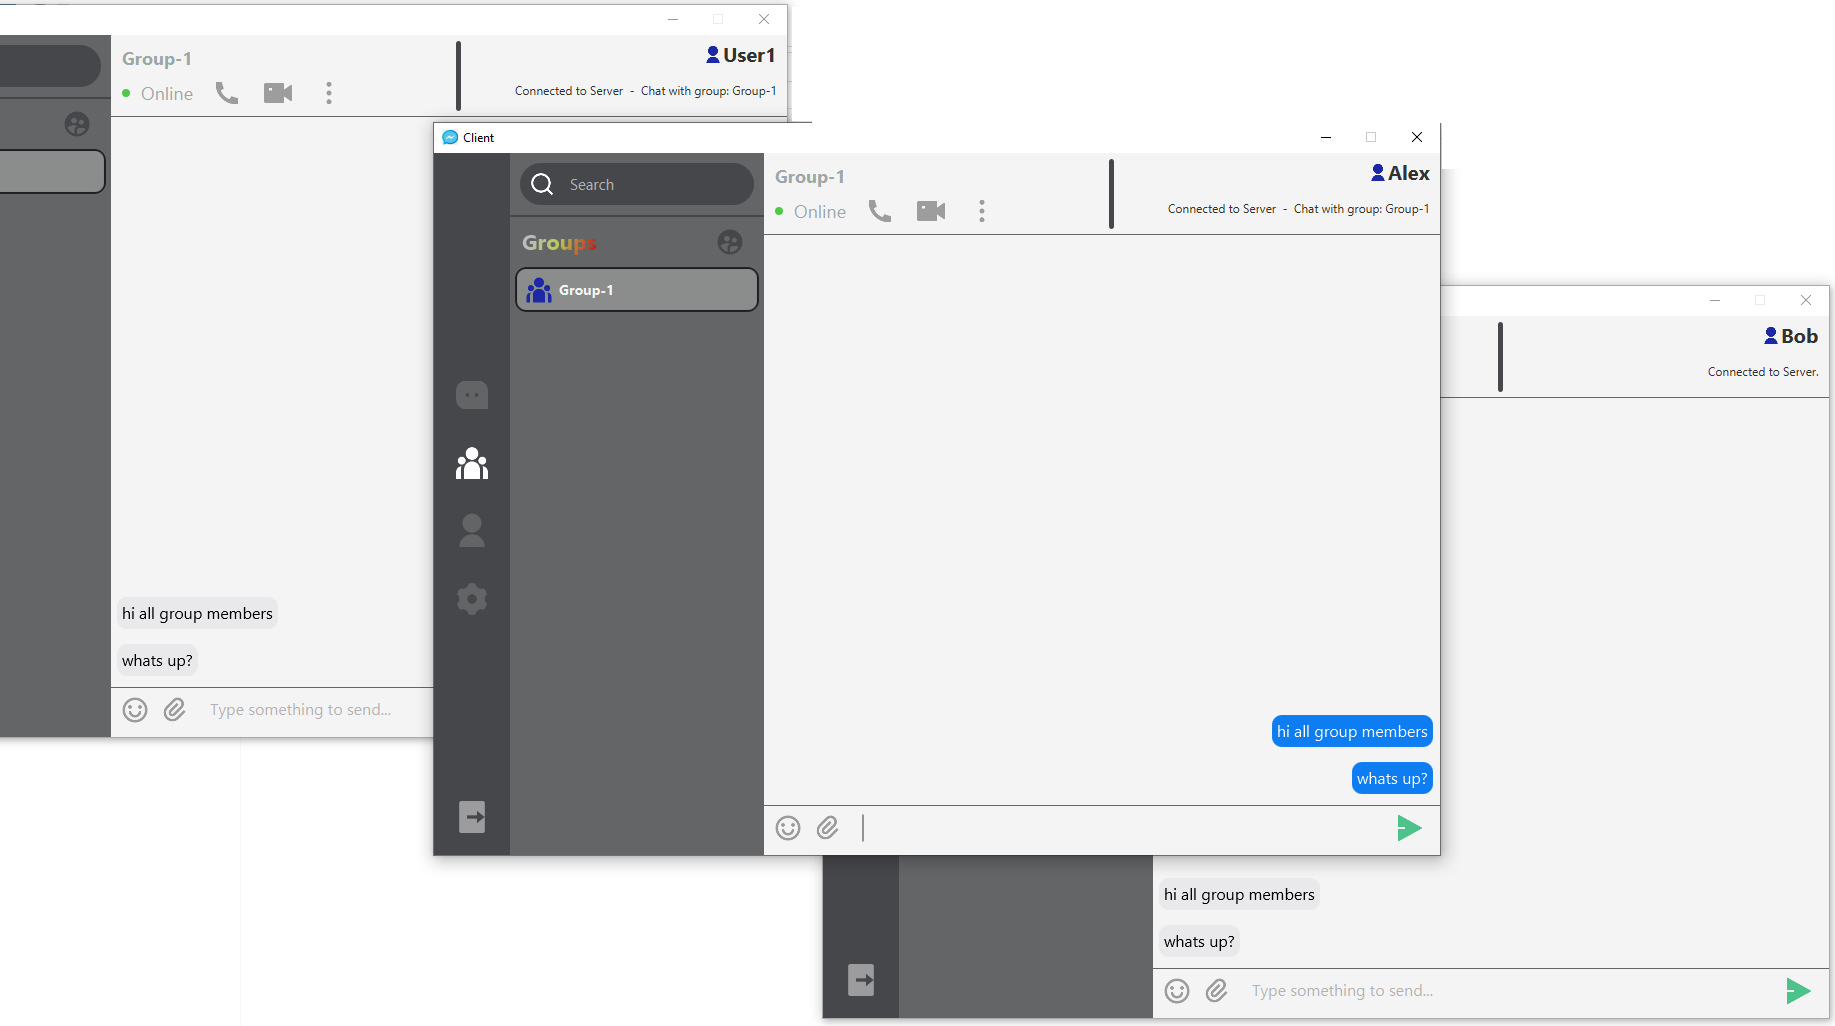 Group-1
User1
Online
Connected to Server - Chat with group: Group-1
hi all group members
whats up?
Type something to send...
Client
Search
Groups
Group-1
Group-1
Alex
Online
Connected to Server - Chat with group: Group-1
hi all group members
whats up?
Bob
Connected to Server.
hi all group members
whats up?
Type something to send...